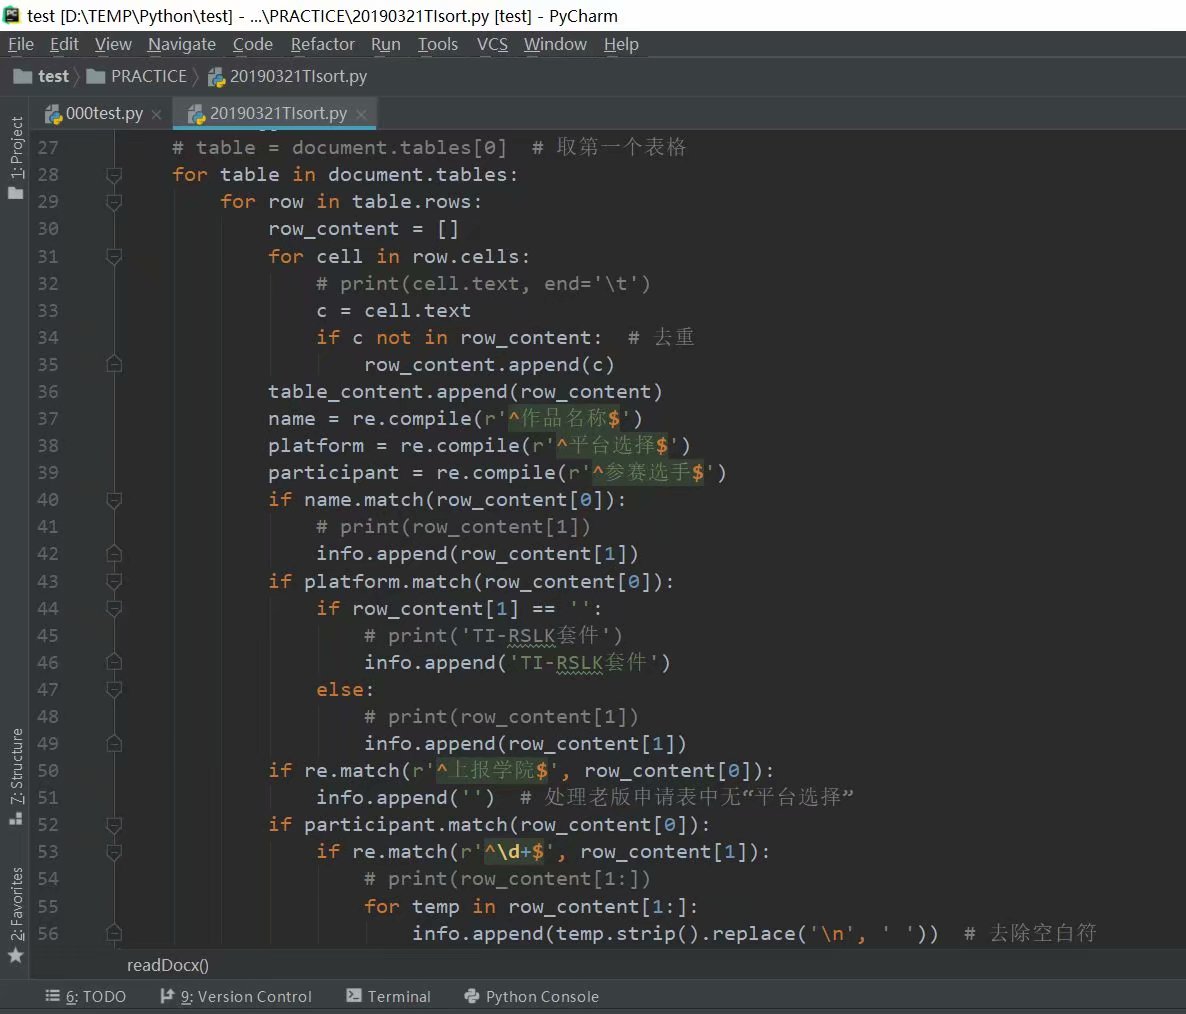 test [D:\TEMP\Python\test] - ...\PRACTICE\20190321TIsort.py [test] - PyCharm
File Edit View Navigate Code Refactor Run Tools VCS Window Help
test PRACTICE 20190321TIsort.py
000test.py 20190321TIsort.py
1: Project
7: Structure
2: Favorites
27 # table = document.tables[0]  # 取第一个表格
28 for table in document.tables:
29 for row in table.rows:
30 row_content = []
31 for cell in row.cells:
32 # print(cell.text, end='\t')
33 c = cell.text
34 if c not in row_content:  # 去重
35 row_content.append(c)
36 table_content.append(row_content)
37 name = re.compile(r'^作品名称$')
38 platform = re.compile(r'^平台选择$')
39 participant = re.compile(r'^参赛选手$')
40 if name.match(row_content[0]):
41 # print(row_content[1])
42 info.append(row_content[1])
43 if platform.match(row_content[0]):
44 if row_content[1] == '':
45 # print('TI-RSLK套件')
46 info.append('TI-RSLK套件')
47 else:
48 # print(row_content[1])
49 info.append(row_content[1])
50 if re.match(r'^上报学院$', row_content[0]):
51 info.append('')  # 处理老版申请表中无“平台选择”
52 if participant.match(row_content[0]):
53 if re.match(r'^\d+$', row_content[1]):
54 # print(row_content[1:])
55 for temp in row_content[1:]:
56 info.append(temp.strip().replace('\n', ' '))  # 去除空白符
readDocx()
6: TODO 9: Version Control Terminal Python Console